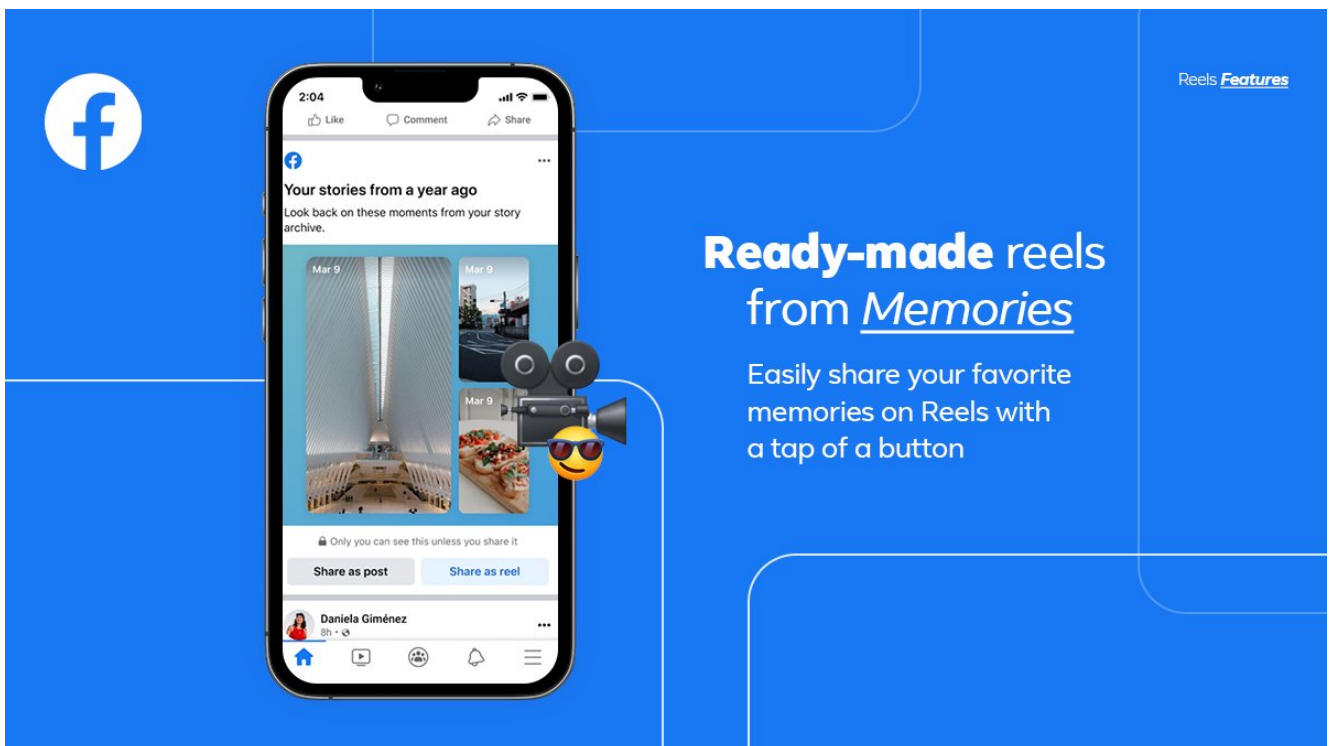 Reels Features
2:04
Like Comment Share
Your stories from a year ago
Look back on these moments from your story
archive.
Mar 9
Mar 9
Mar 9
Only you can see this unless you share it
Share as post Share as reel
Daniela Giménez
8h
Ready-made reels
from Memories
Easily share your favorite
memories on Reels with
a tap of a button